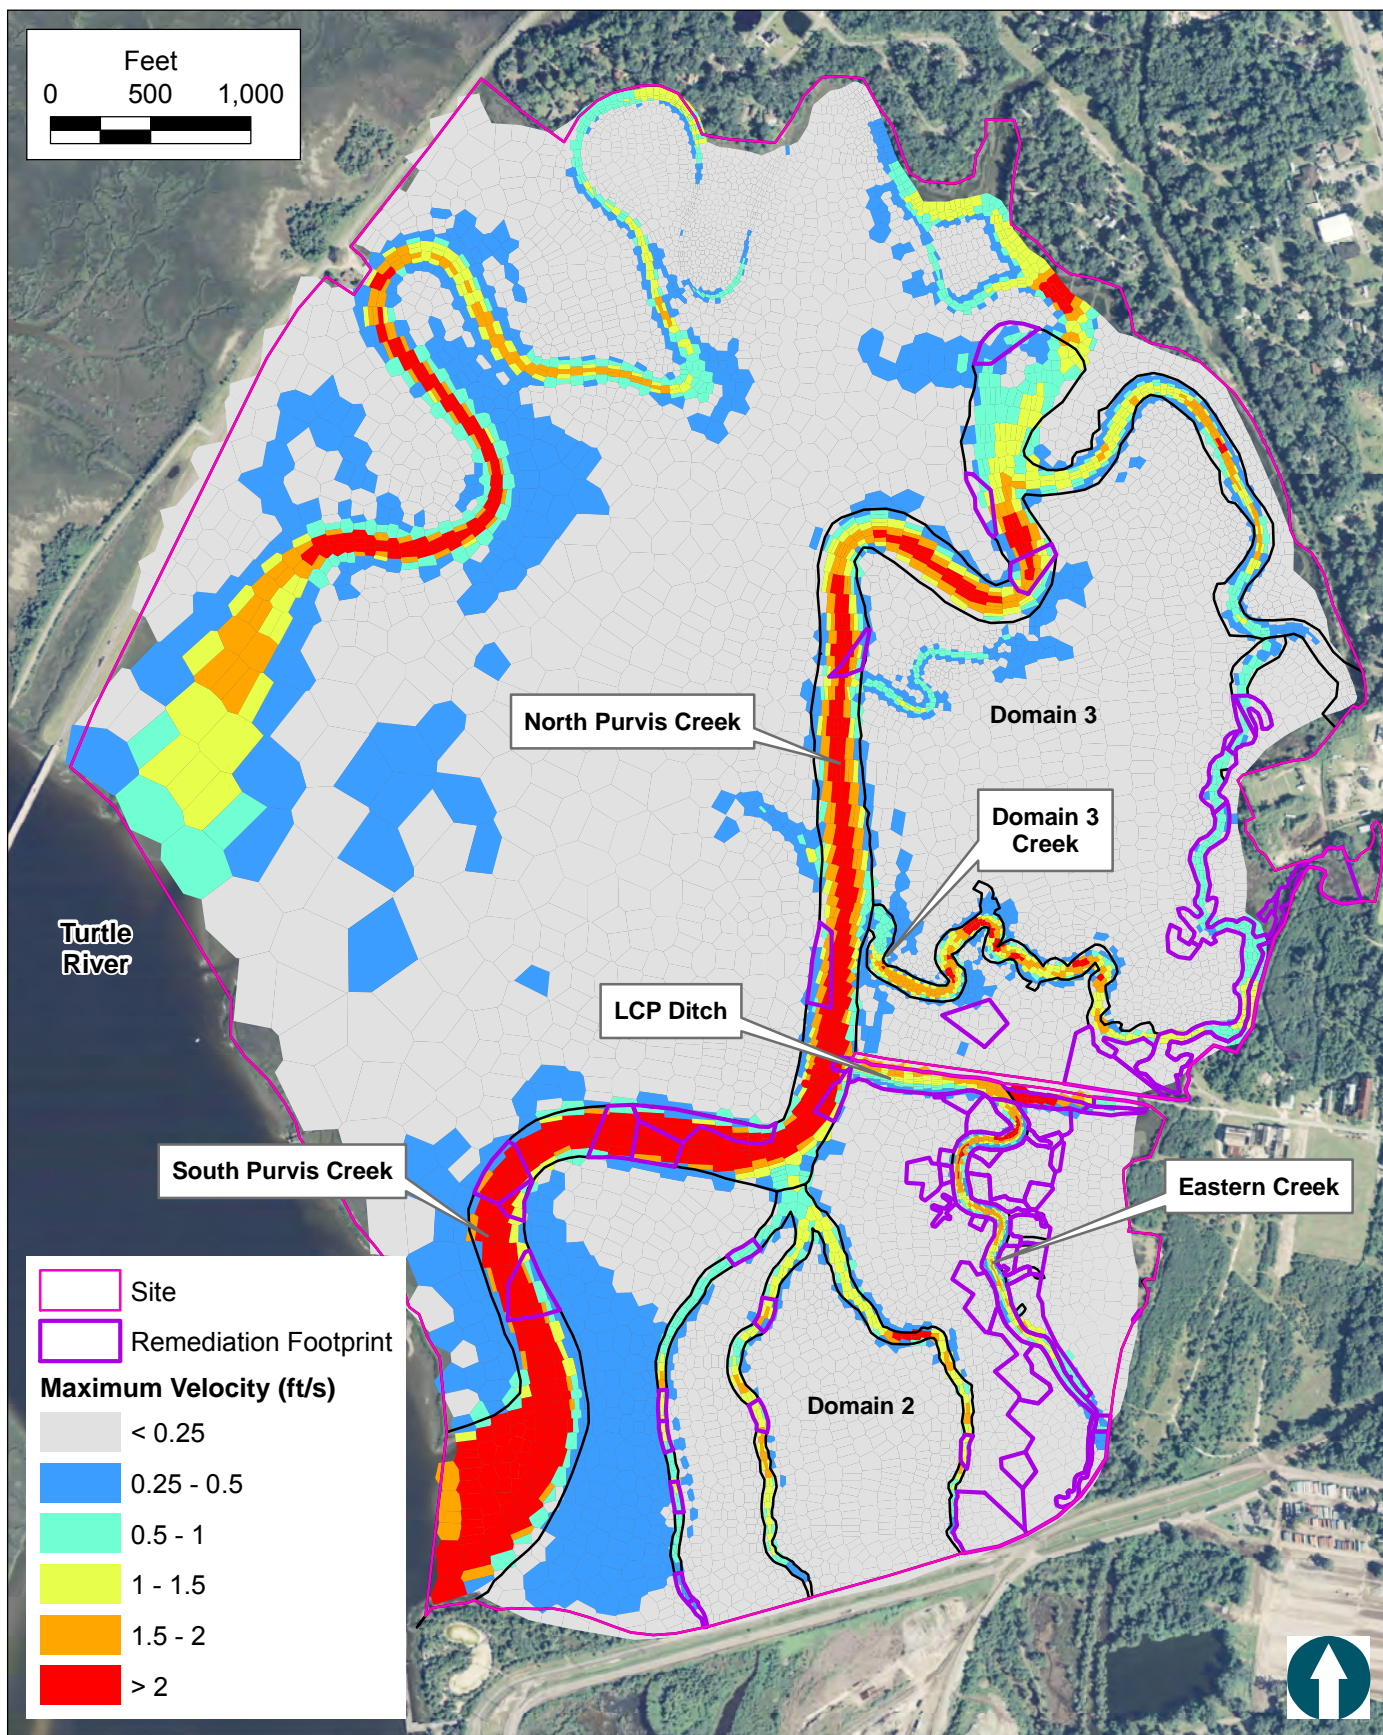 Feet
0 500 1,000
North Purvis Creek
Domain 3
Domain 3
Creek
Turtle
River
LCP Ditch
South Purvis Creek
Eastern Creek
Domain 2
Site
Remediation Footprint
Maximum Velocity (ft/s)
< 0.25
0.25 - 0.5
0.5 - 1
1 - 1.5
1.5 - 2
> 2